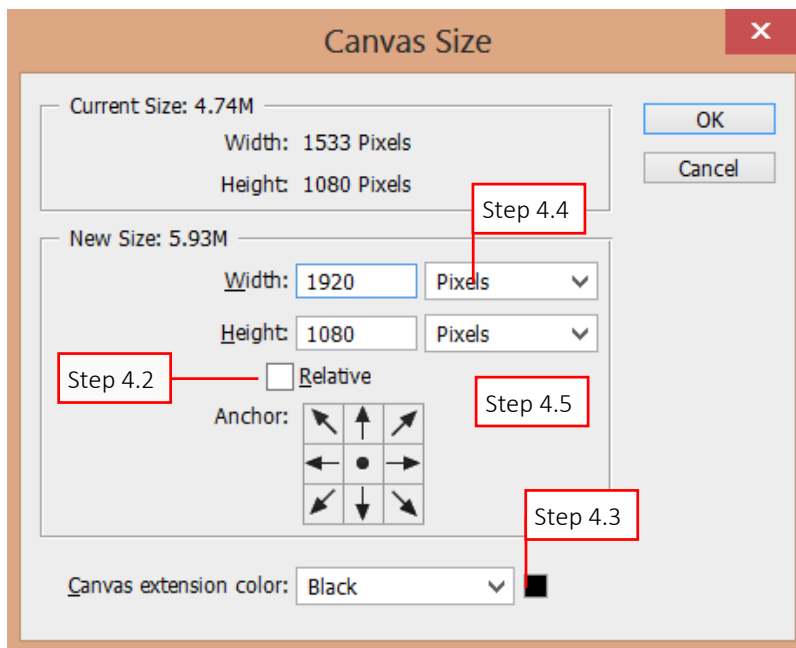 Canvas Size
Current Size: 4.74M
Width: 1533 Pixels
Height: 1080 Pixels
OK
Cancel
Step 4.4
New Size: 5.93M
Width: 1920 Pixels
Height: 1080 Pixels
Step 4.2
Relative
Step 4.5
Anchor:
Step 4.3
Canvas extension color: Black